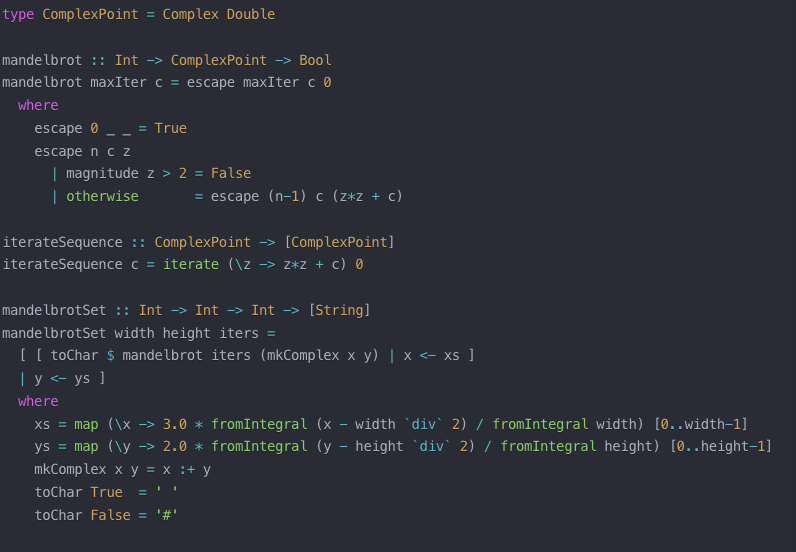 type ComplexPoint = Complex Double

mandelbrot :: Int -> ComplexPoint -> Bool
mandelbrot maxIter c = escape maxIter c 0
  where
    escape 0 _ _ = True
    escape n c z
      | magnitude z > 2 = False
      | otherwise       = escape (n-1) c (z*z + c)

iterateSequence :: ComplexPoint -> [ComplexPoint]
iterateSequence c = iterate (\z -> z*z + c) 0

mandelbrotSet :: Int -> Int -> Int -> [String]
mandelbrotSet width height iters =
  [ [ toChar $ mandelbrot iters (mkComplex x y) | x <- xs ]
  | y <- ys ]
  where
    xs = map (\x -> 3.0 * fromIntegral (x - width `div` 2) / fromIntegral width) [0..width-1]
    ys = map (\y -> 2.0 * fromIntegral (y - height `div` 2) / fromIntegral height) [0..height-1]
    mkComplex x y = x :+ y
    toChar True  = ' '
    toChar False = '#'